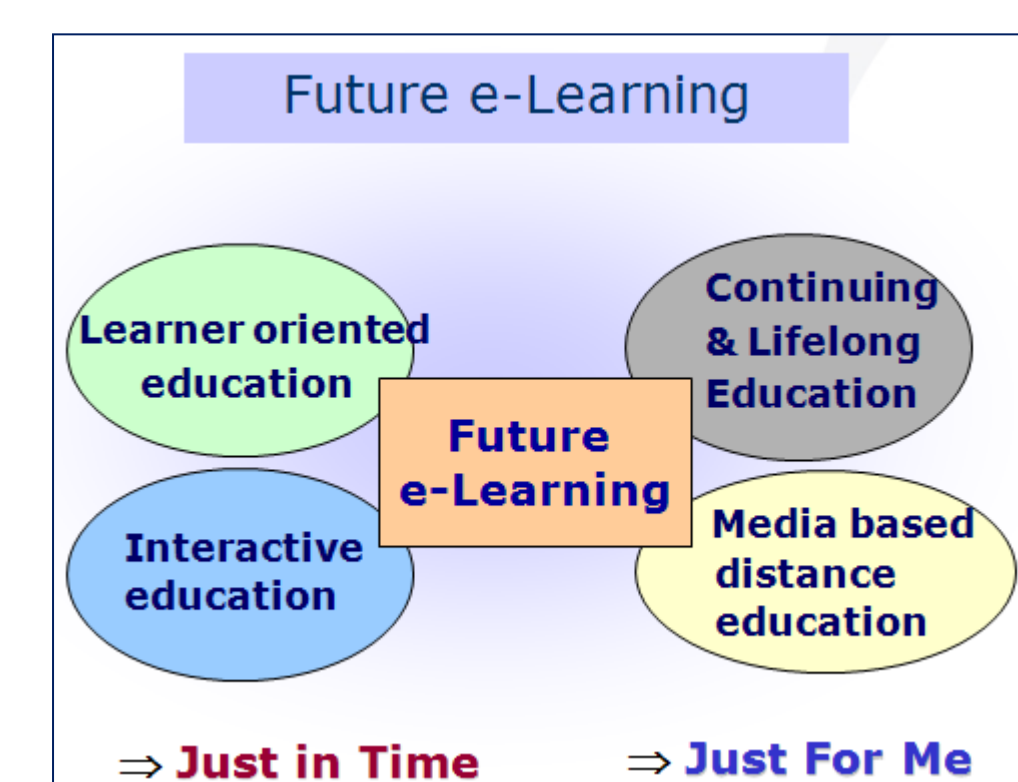 Future e-Learning
Learner oriented
education
Continuing
& Lifelong
Education
Future
e-Learning
Interactive
education
Media based
distance
education
⇒ Just in Time
⇒ Just For Me